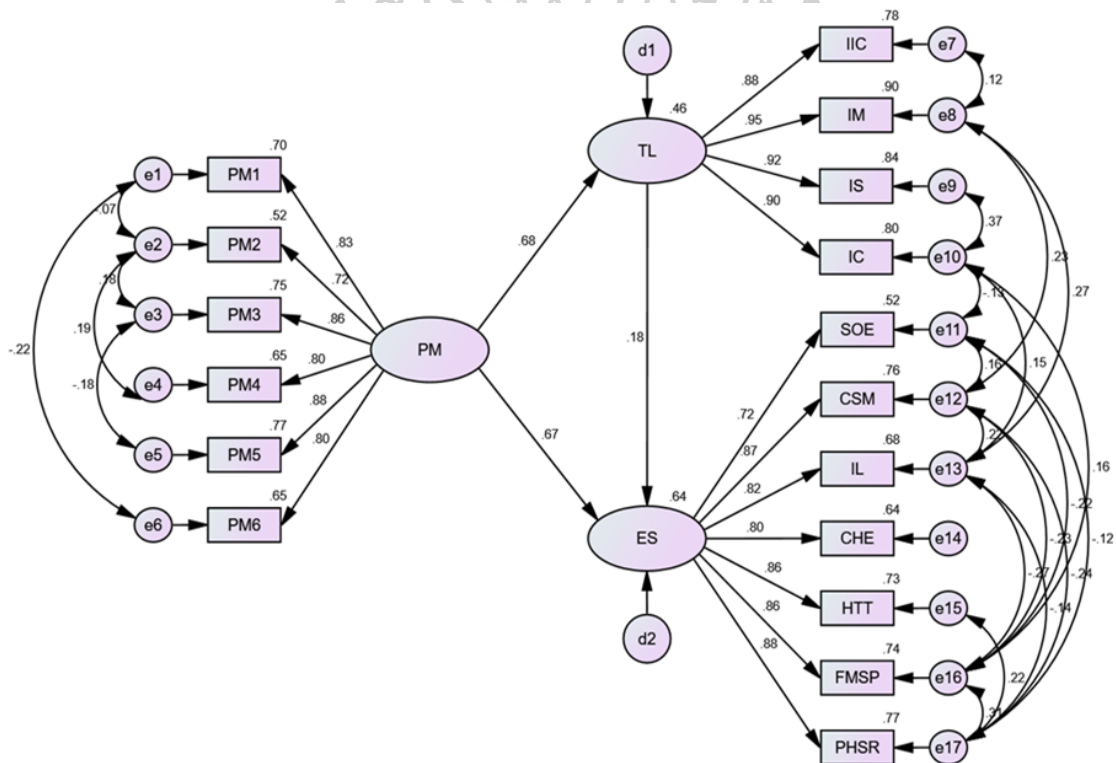 d1
.46
TL
e1
.70
PM1
e2
.52
PM2
e3
.75
PM3
e4
.65
PM4
e5
.77
PM5
e6
.65
PM6
-.07
.18
.19
-.18
-.22
.83
.72
.86
.80
.88
.80
PM
.68
.67
.18
.64
ES
d2
.88
.95
.92
.90
.72
.87
.82
.80
.86
.86
.88
.78
IIC
e7
.90
IM
e8
.84
IS
e9
.80
IC
e10
.52
SOE
e11
.76
CSM
e12
.68
IL
e13
.64
CHE
e14
.73
HTT
e15
.74
FMSP
e16
.77
PHSR
e17
.12
.37
.23
.27
-.13
.16
.15
.22
.16
-.22
-.23
-.12
-.27
-.24
-.14
.22
.31